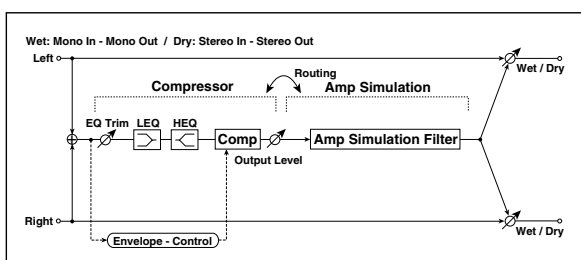 Wet: Mono In - Mono Out / Dry: Stereo In - Stereo Out
Left
Wet / Dry
Routing
Compressor
Amp Simulation
EQ Trim
LEQ
HEQ
Comp
Output Level
Amp Simulation Filter
Right
Wet / Dry
Envelope - Control